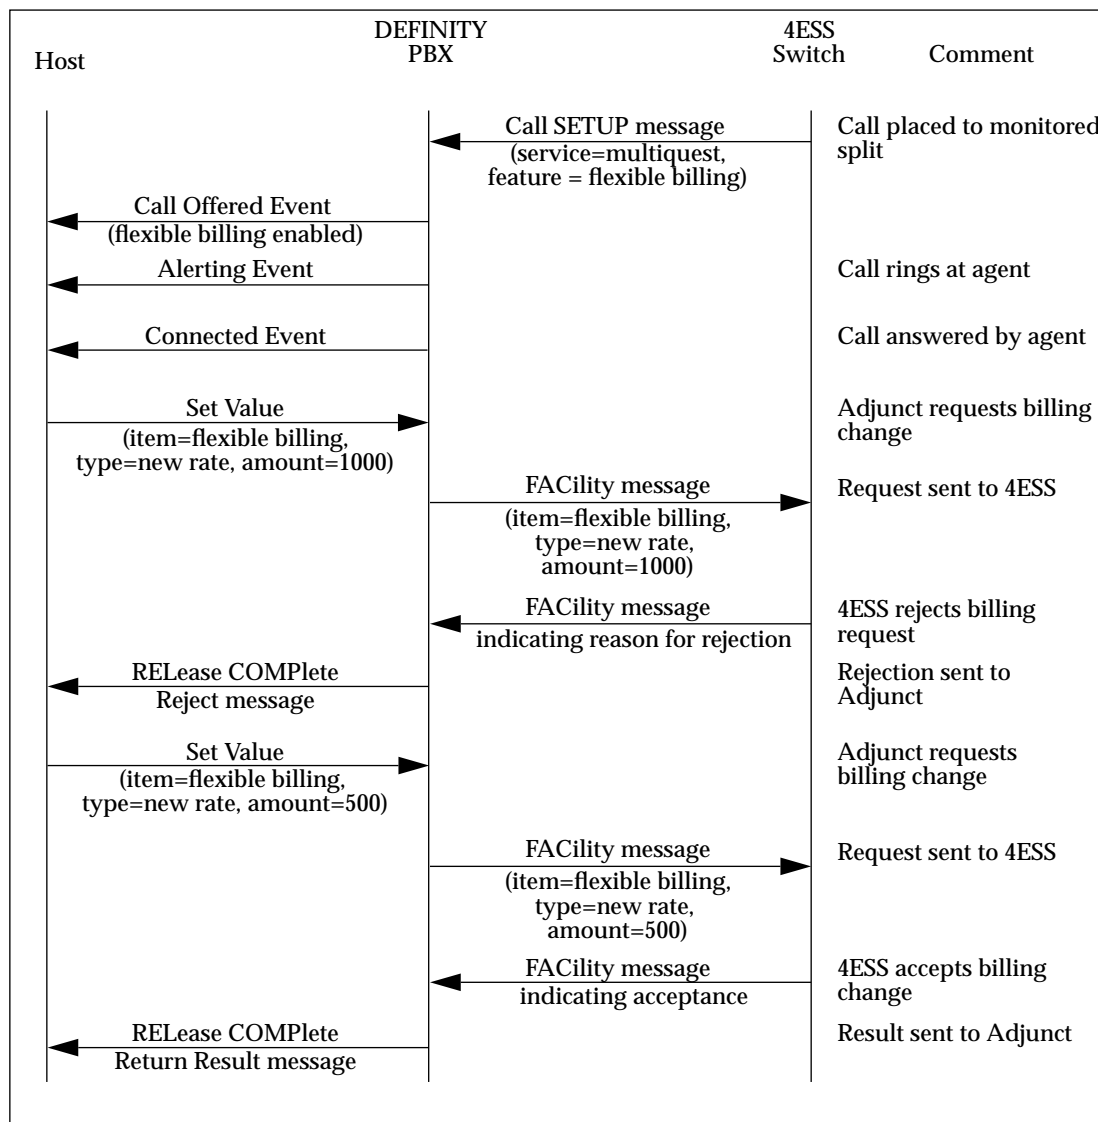 DEFINITY
PBX
4ESS
Switch
Host
Comment
Call SETUP message
(service=multiquest,
feature = flexible billing)
Call placed to monitored
split
Call Offered Event
(flexible billing enabled)
Alerting Event
Call rings at agent
Connected Event
Call answered by agent
Set Value
(item=flexible billing,
type=new rate, amount=1000)
Adjunct requests billing
change
FACility message
(item=flexible billing,
type=new rate,
amount=1000)
Request sent to 4ESS
FACility message
indicating reason for rejection
4ESS rejects billing
request
RELease COMPlete
Reject message
Rejection sent to
Adjunct
Set Value
(item=flexible billing,
type=new rate, amount=500)
Adjunct requests
billing change
FACility message
(item=flexible billing,
type=new rate,
amount=500)
Request sent to 4ESS
FACility message
indicating acceptance
4ESS accepts billing
change
RELease COMPlete
Return Result message
Result sent to Adjunct